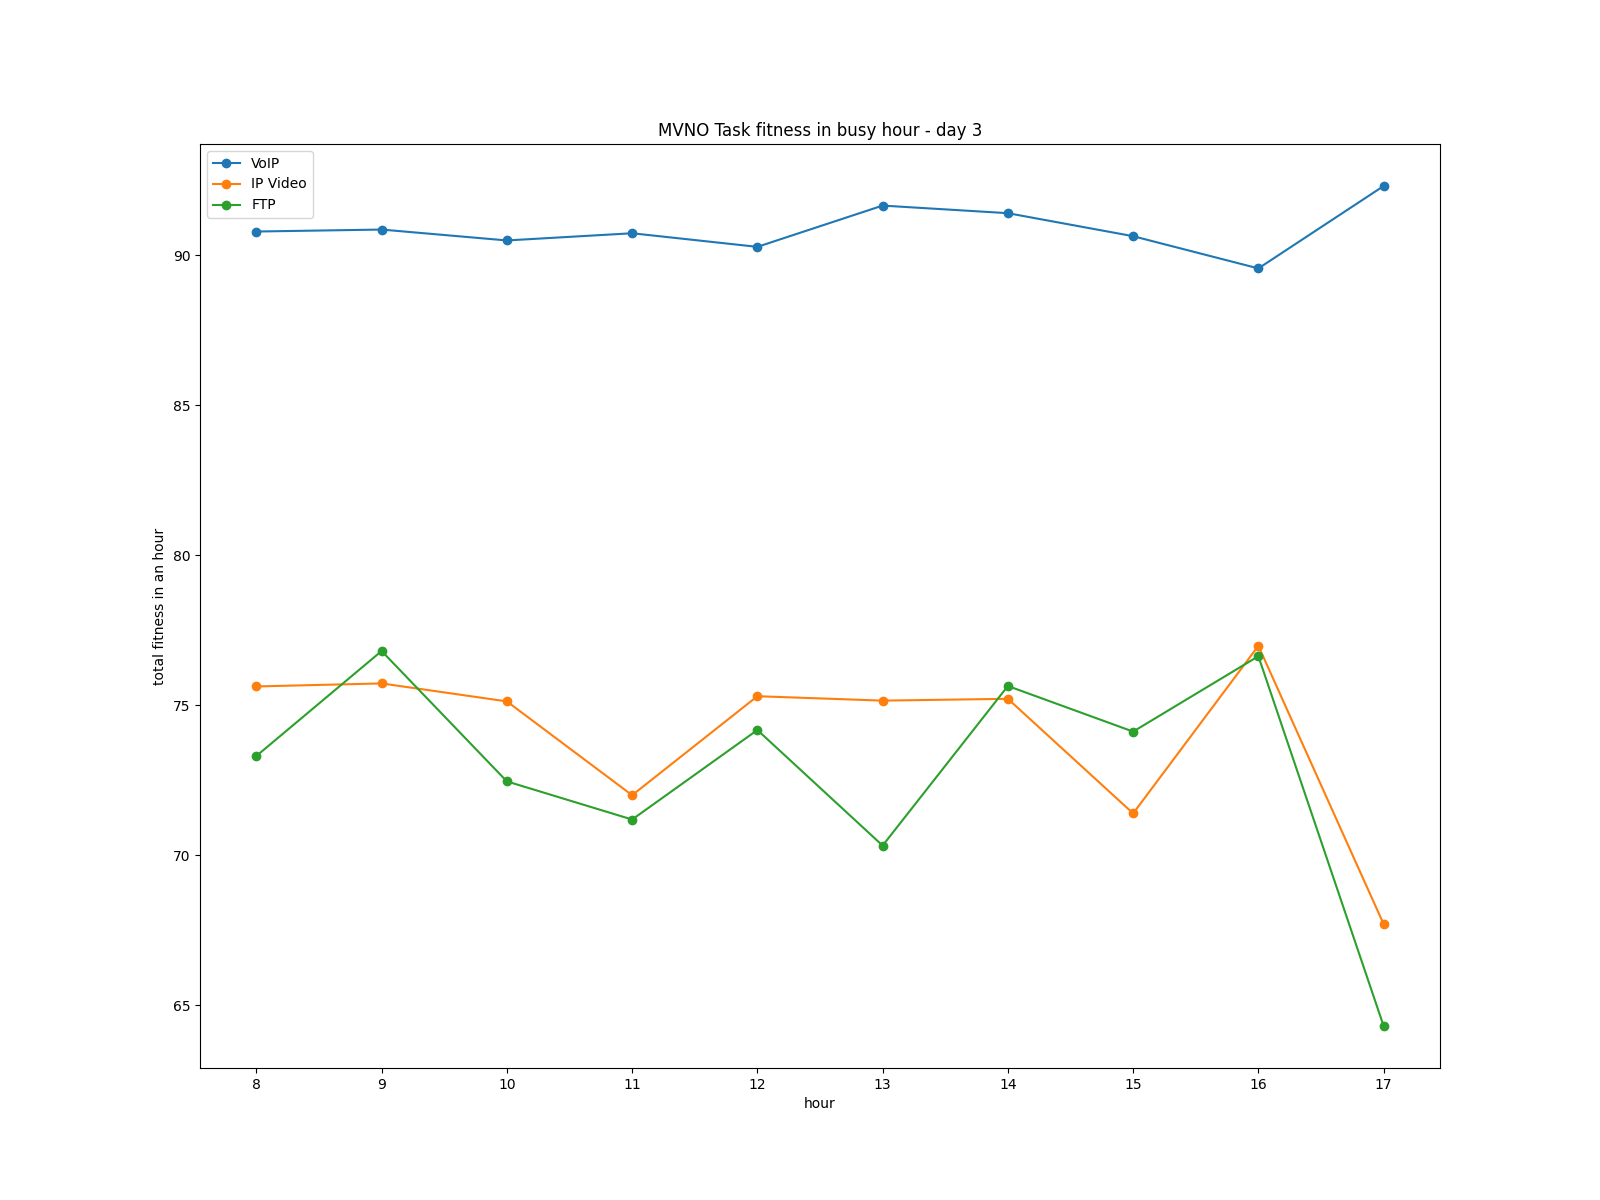 MVNO Task fitness in busy hour - day 3
VoIP
IP Video
FTP
90
85
80
75
70
65
total fitness in an hour
8 9 10 11 12 13 14 15 16 17
hour